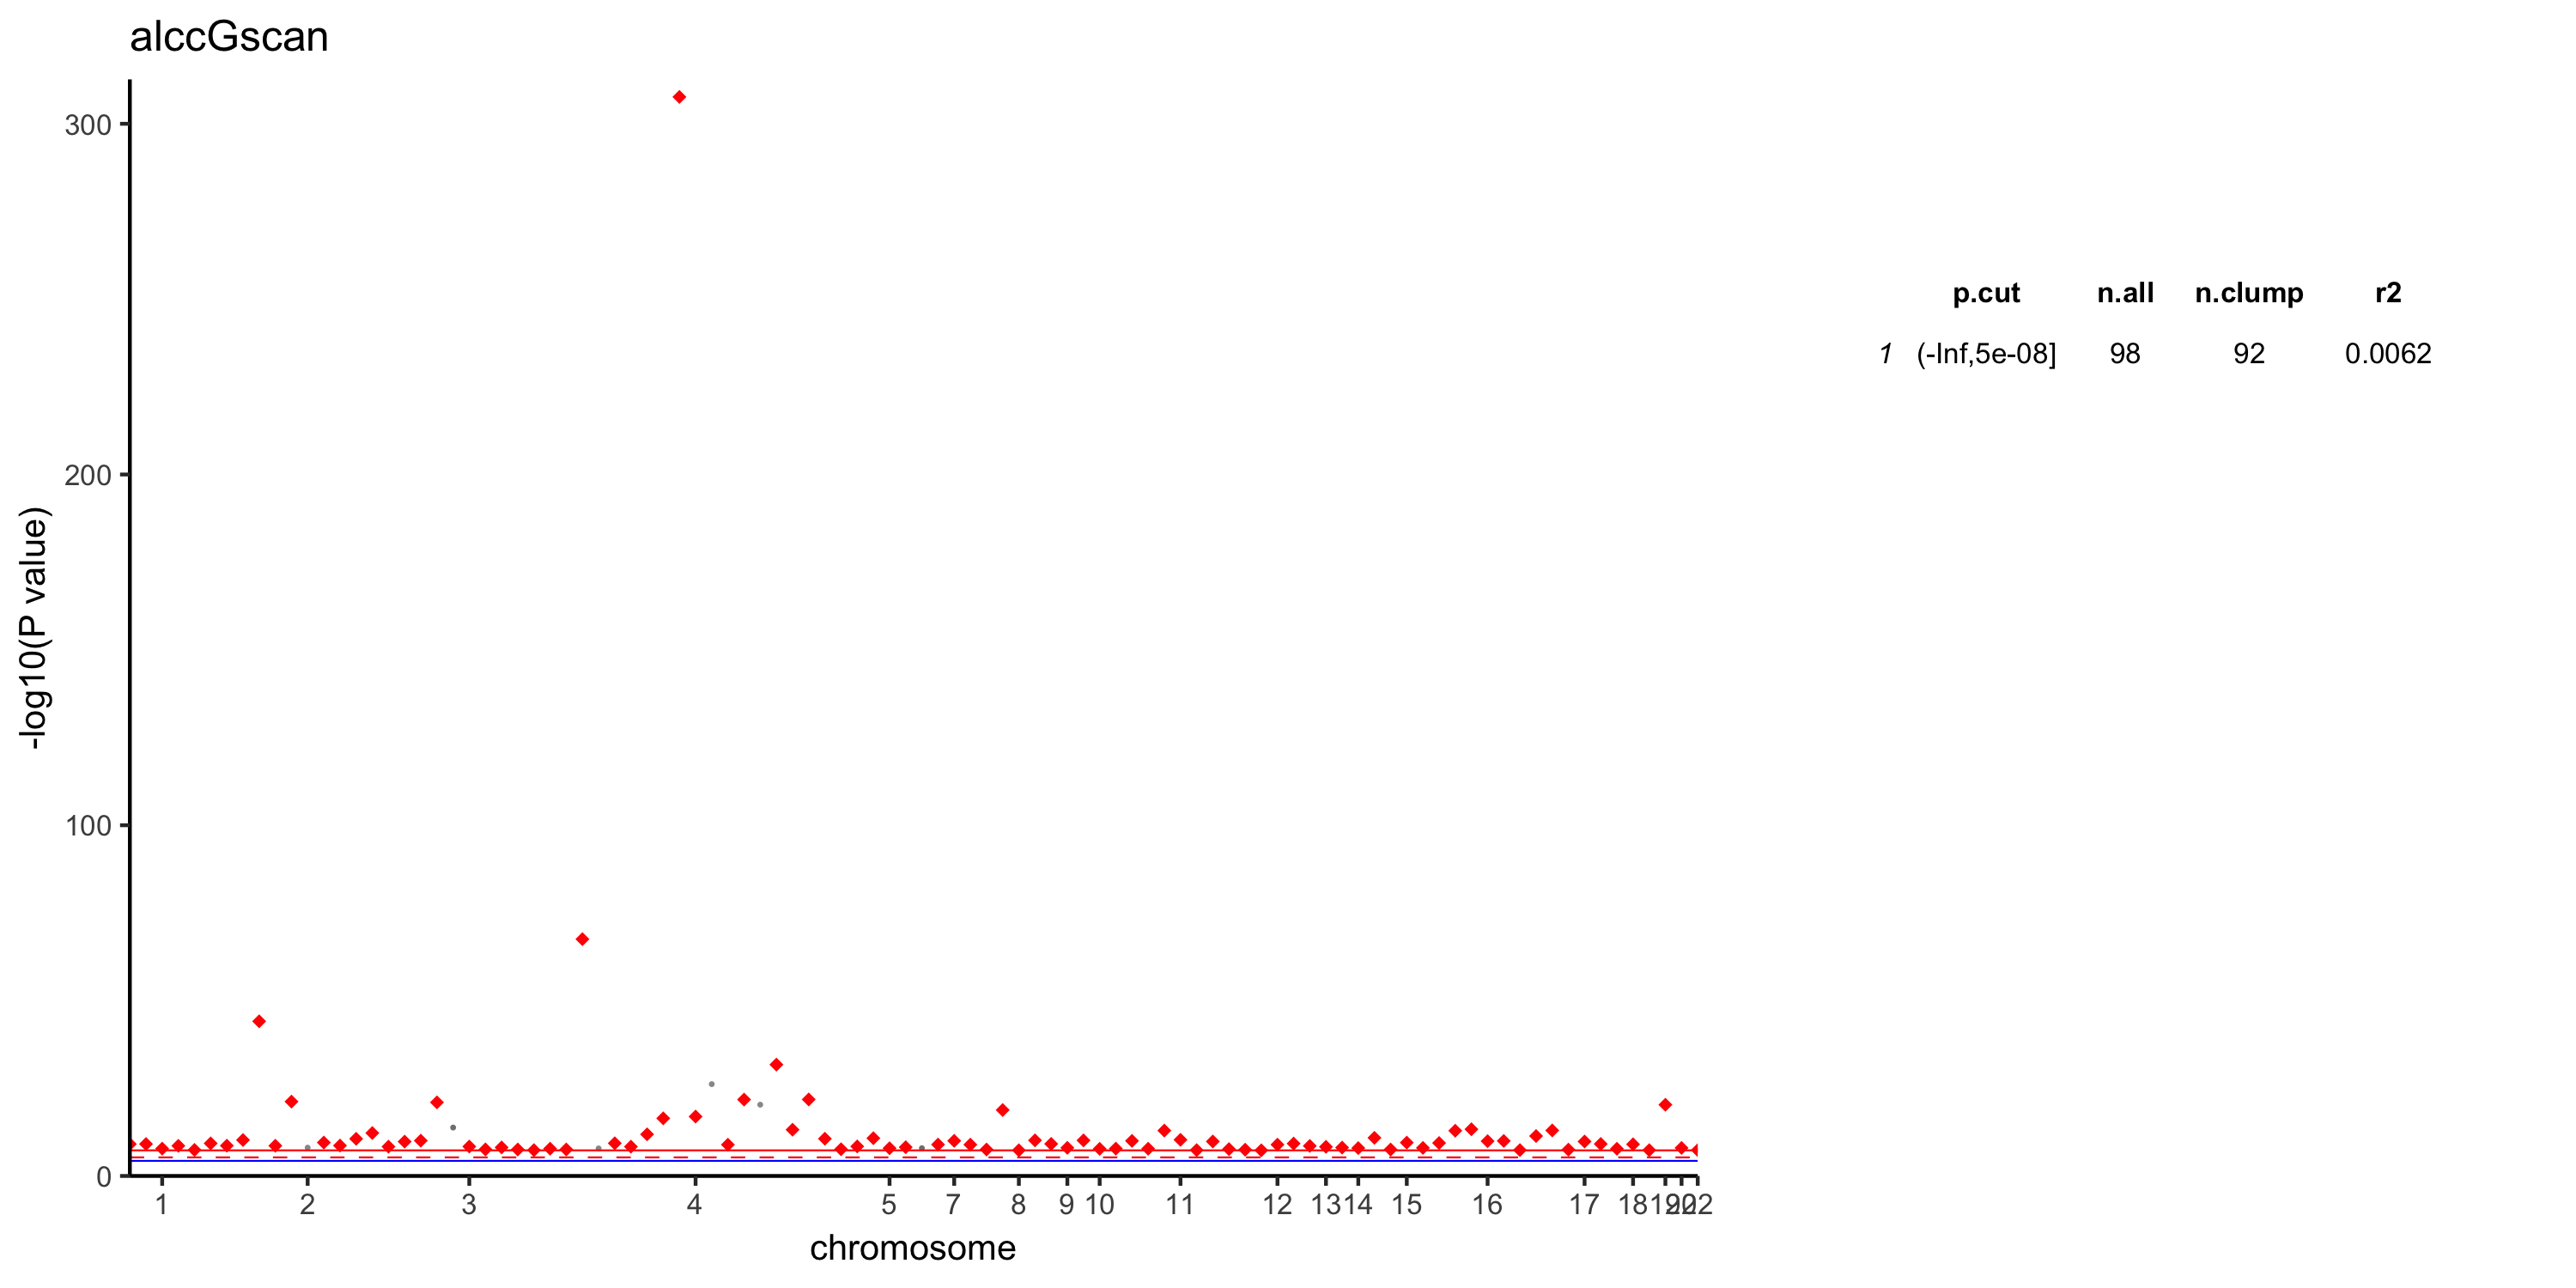 alccGscan
300
200
100
0
-log10(P value)
1 2 3 4 5 7 8 9 10 11 12 13 14 15 16 17 18 19
chromosome
p.cut n.all n.clump r2
1 (-Inf,5e-08] 98 92 0.0062